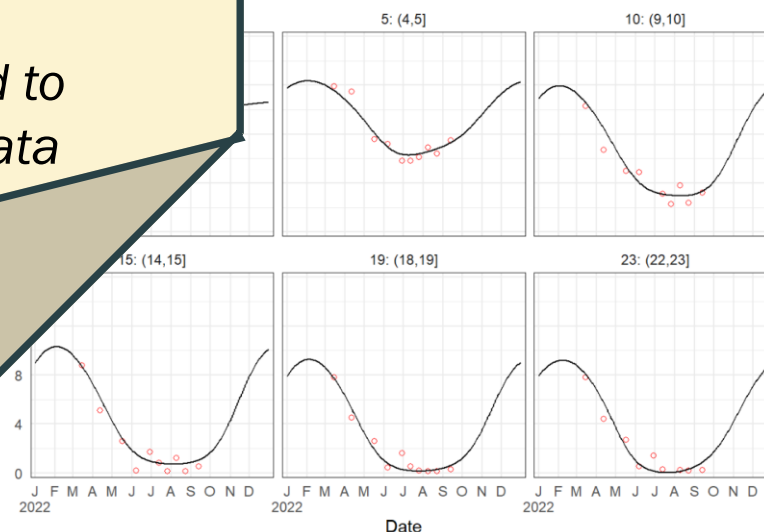 d to
ata
5: (4,5]
10: (9,10]
15: (14,15]
19: (18,19]
23: (22,23]
8
4
0
J F M A M J J A S O N D
J F M A M J J A S O N D
J F M A M J J A S O N D
2022
2022
2022
Date